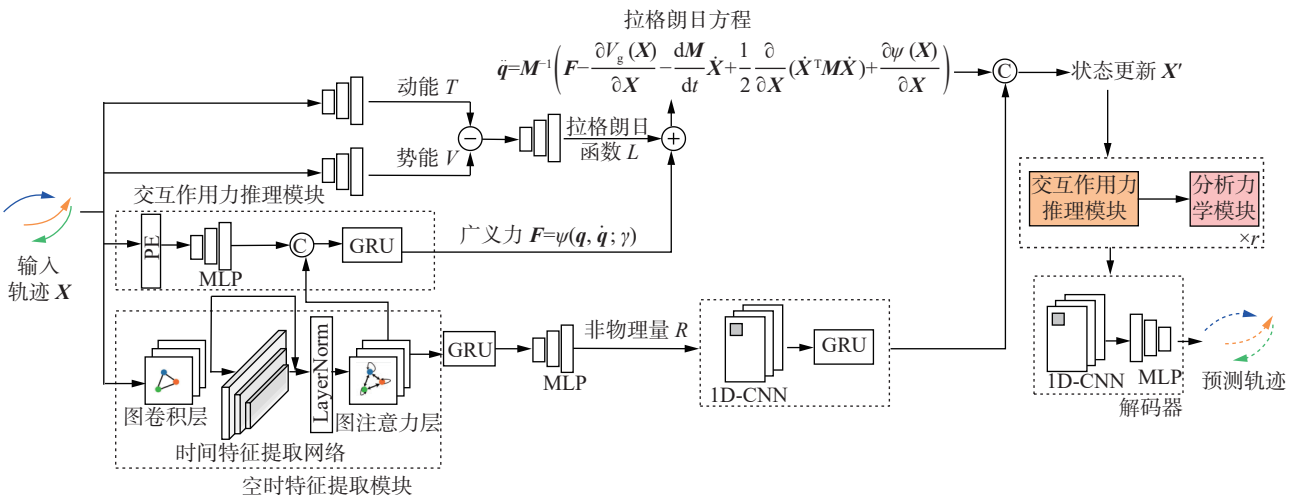 拉格朗日方程
q̈=M⁻¹(F−∂V_g(X)/∂X−dM/dt Ẋ+1/2 ∂/∂X(ẊᵀMẊ)+∂ψ(X)/∂X)
C
状态更新 X′
动能 T
−
拉格朗日
函数 L
+
势能 V
交互作用力推理模块
PE
MLP
C
GRU
广义力 F=ψ(q, q̇; γ)
输入
轨迹 X
交互作用力
推理模块
分析力
学模块
×r
图卷积层
时间特征提取网络
LayerNorm
图注意力层
空时特征提取模块
GRU
MLP
非物理量 R
1D-CNN
GRU
1D-CNN
MLP
解码器
预测轨迹